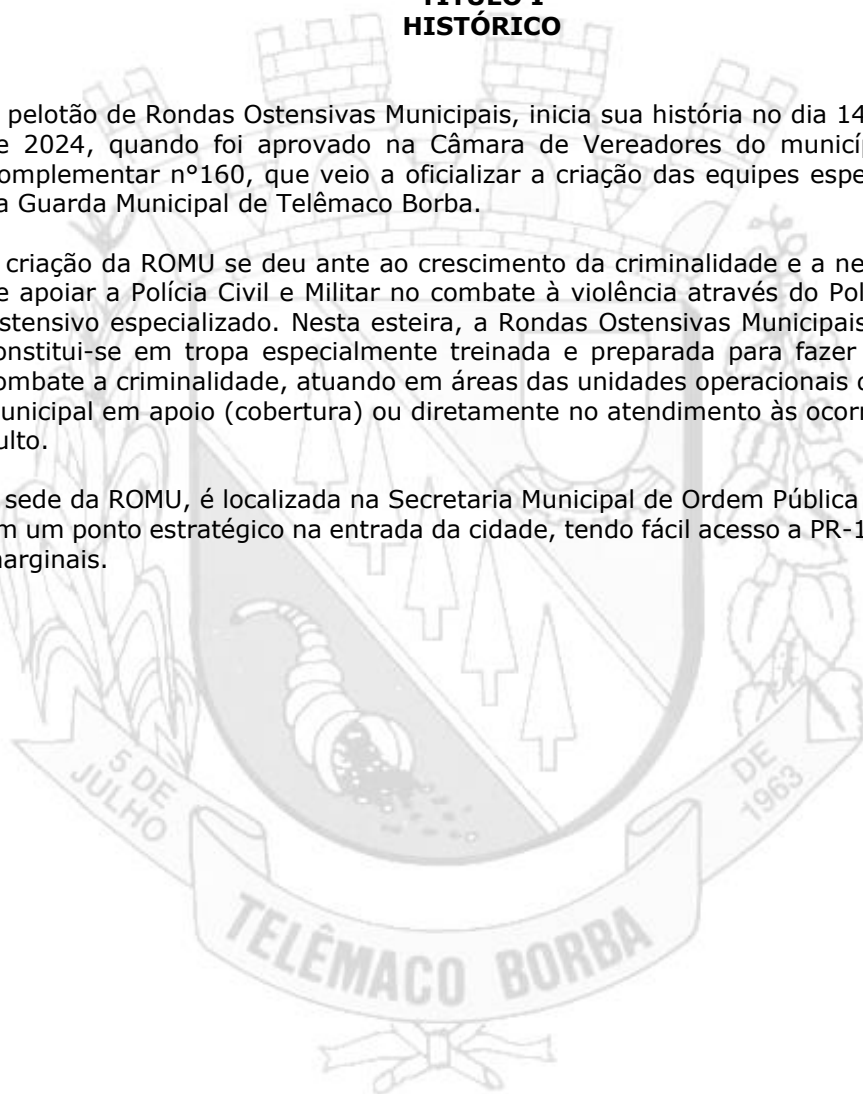 TÍTULO I
HISTÓRICO
pelotão de Rondas Ostensivas Municipais, inicia sua história no dia 14
e 2024, quando foi aprovado na Câmara de Vereadores do municíp
omplementar n°160, que veio a oficializar a criação das equipes espe
a Guarda Municipal de Telêmaco Borba.
criação da ROMU se deu ante ao crescimento da criminalidade e a ne
e apoiar a Polícia Civil e Militar no combate à violência através do Pol
stensivo especializado. Nesta esteira, a Rondas Ostensivas Municipais
onstitui-se em tropa especialmente treinada e preparada para fazer
ombate a criminalidade, atuando em áreas das unidades operacionais
unicipal em apoio (cobertura) ou diretamente no atendimento às ocorr
ulto.
sede da ROMU, é localizada na Secretaria Municipal de Ordem Pública
m um ponto estratégico na entrada da cidade, tendo fácil acesso a PR-1
arginais.
5 DE
JULHO
DE
1963
TELÊMACO BORBA